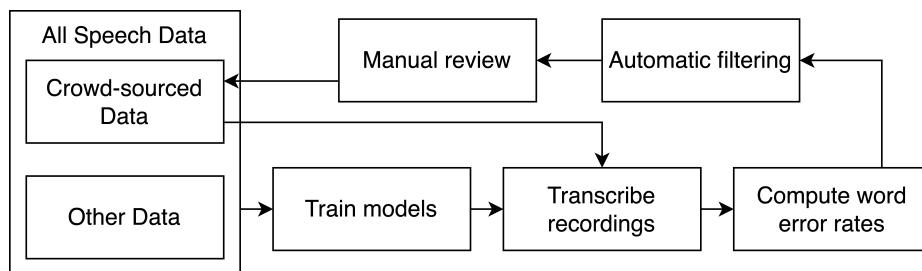 All Speech Data
Crowd-sourced
Data
Other Data
Manual review
Automatic filtering
Train models
Transcribe
recordings
Compute word
error rates